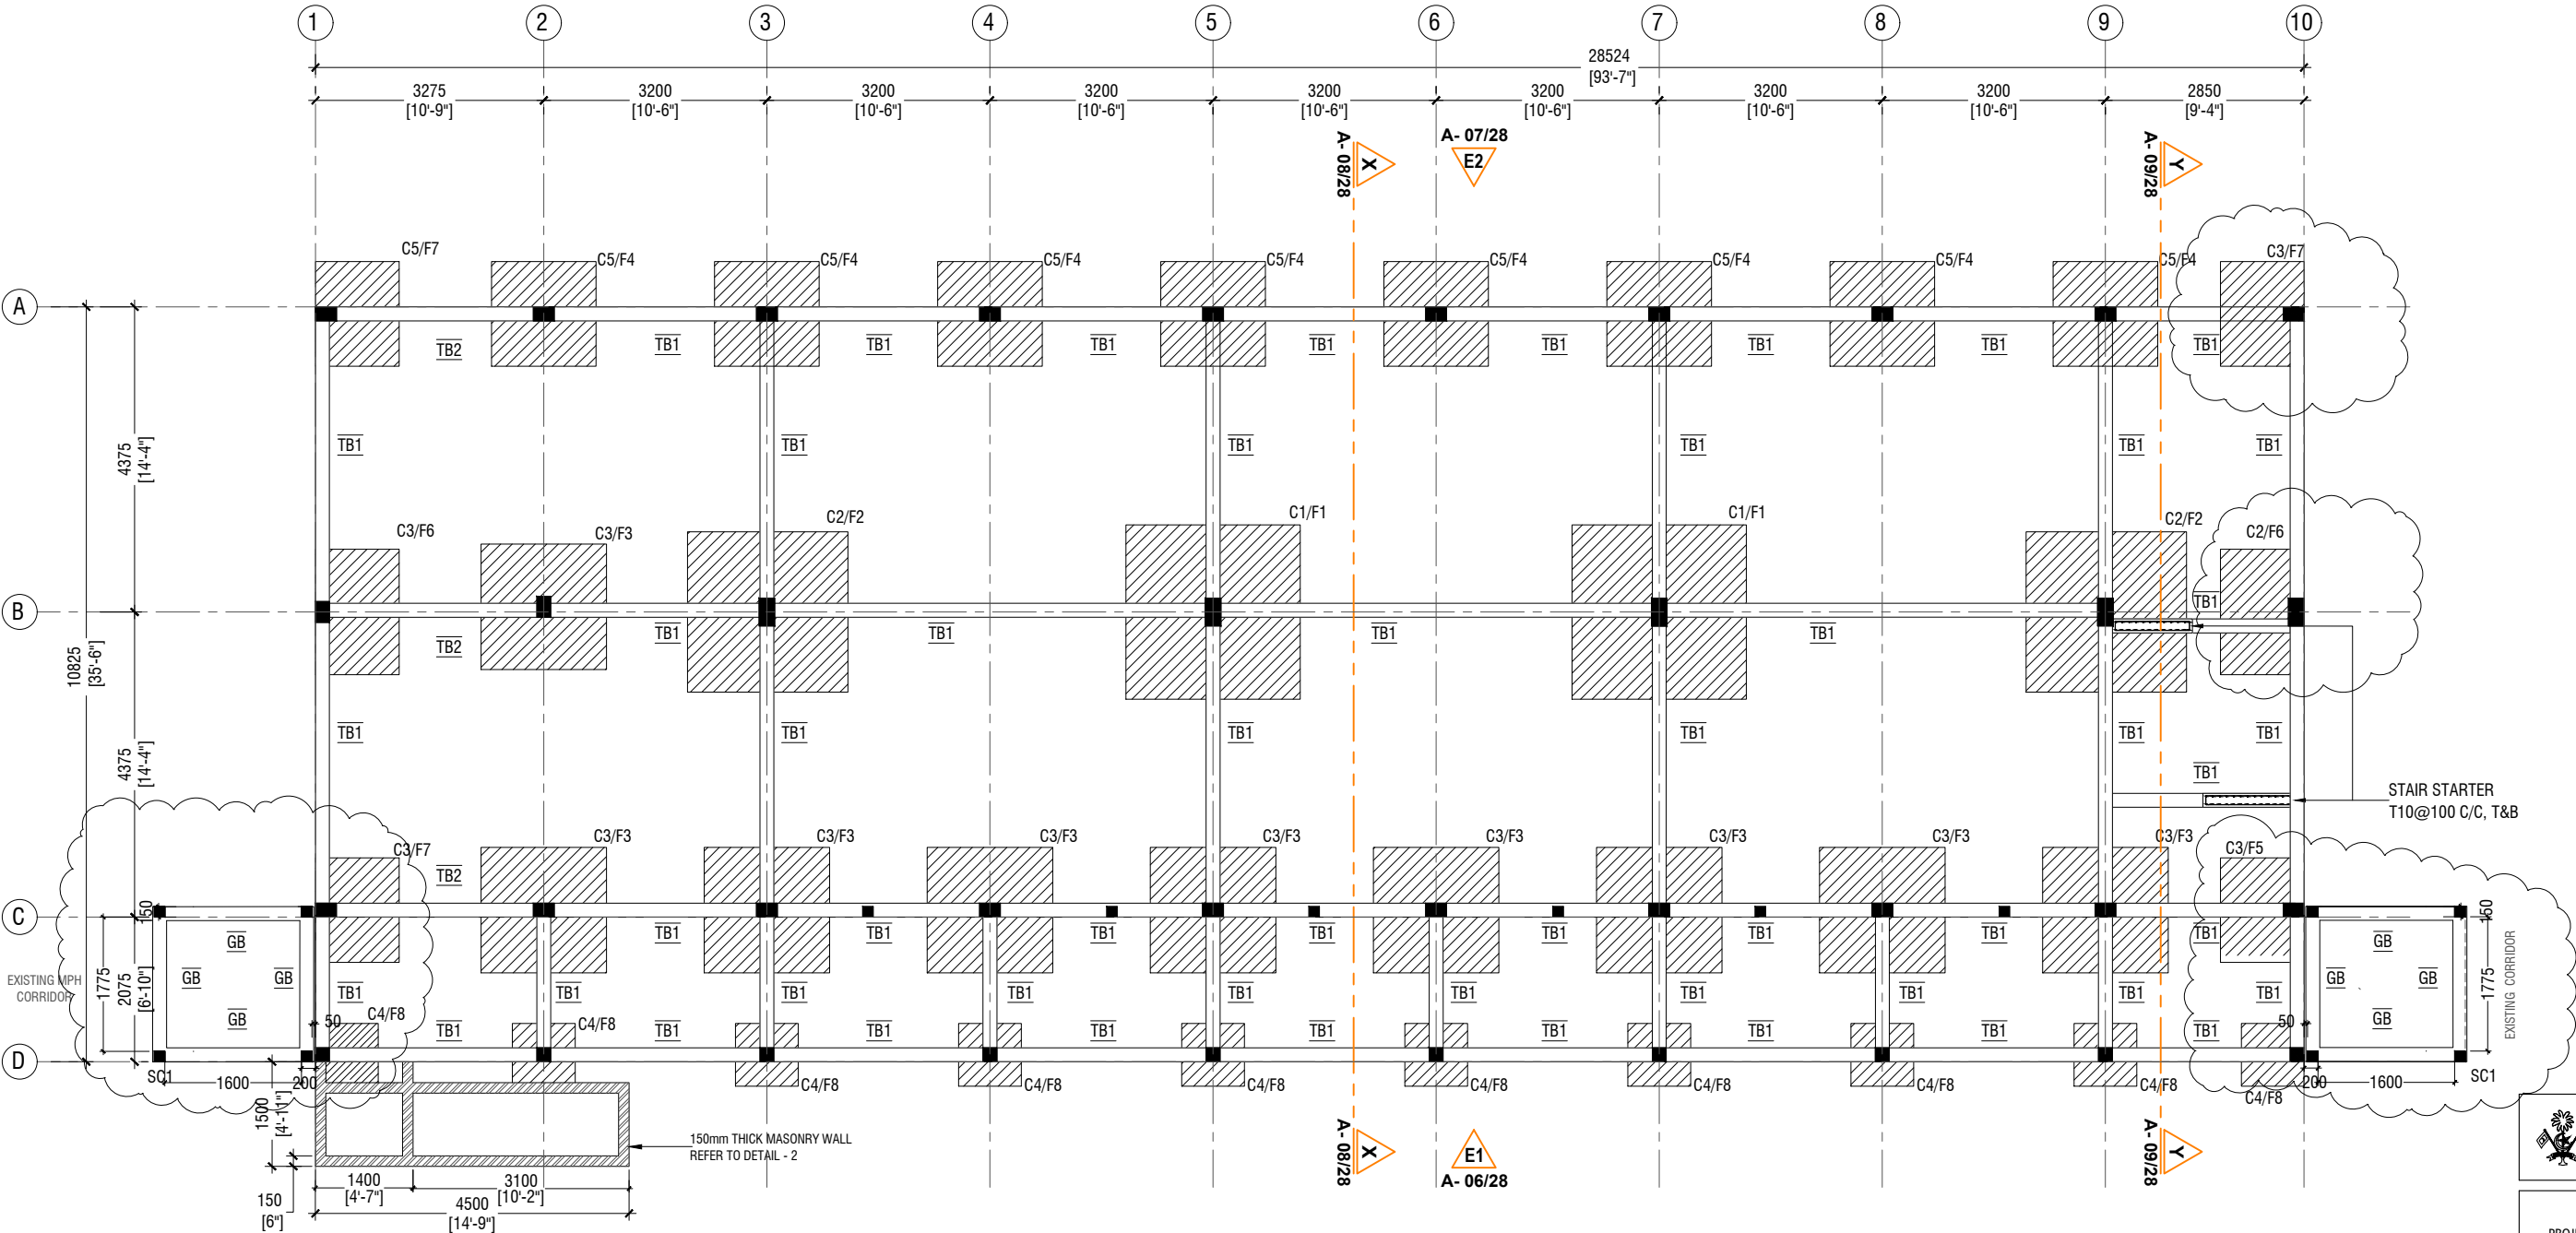 1 2 3 4 5 6 7 8 9 10
28524
[93'-7"]
3275 3200 3200 3200 3200 3200 3200 3200 2850
[10'-9"] [10'-6"] [10'-6"] [10'-6"] [10'-6"] [10'-6"] [10'-6"] [10'-6"] [9'-4"]
A- 08/28 X
A- 07/28
E2
A- 09/28 Y
C5/F7 C5/F4 C5/F4 C5/F4 C5/F4 C5/F4 C5/F4 C5/F4 C5/F4 C3/F7
A
TB2 TB1 TB1 TB1 TB1 TB1 TB1 TB1 TB1
4375
[14'-4"]
TB1 TB1 TB1 TB1 TB1 TB1
C3/F6 C3/F3 C2/F2 C1/F1 C1/F1 C2/F2 C2/F6
B
TB1
TB2 TB1 TB1 TB1 TB1
10825
[35'-6"]
4375
[14'-4"]
TB1 TB1 TB1 TB1 TB1 TB1
TB1
STAIR STARTER
T10@100 C/C, T&B
C3/F7 C3/F3 C3/F3 C3/F3 C3/F3 C3/F3 C3/F3 C3/F3 C3/F3 C3/F5
TB2
C
150 150
TB1 TB1 TB1 TB1 TB1 TB1 TB1 TB1
GB GB
GB GB GB GB
GB GB
1775
2075
[6'-10"]
1775
EXISTING MPH
CORRIDOR
EXISTING CORRIDOR
TB1 TB1 TB1 TB1 TB1 TB1 TB1 TB1 TB1
C4/F8 C4/F8
50 50
TB1 TB1 TB1 TB1 TB1 TB1 TB1 TB1 TB1
D
SC1 1600 200
C4/F8 C4/F8 C4/F8 C4/F8 C4/F8 C4/F8 C4/F8 C4/F8
200 1600 SC1
1500
[4'-11"]
150mm THICK MASONRY WALL
REFER TO DETAIL - 2
A- 08/28 X
E1
A- 06/28
A- 09/28 Y
1400 3100
[4'-7"] [10'-2"]
150
[6"]
4500
[14'-9"]